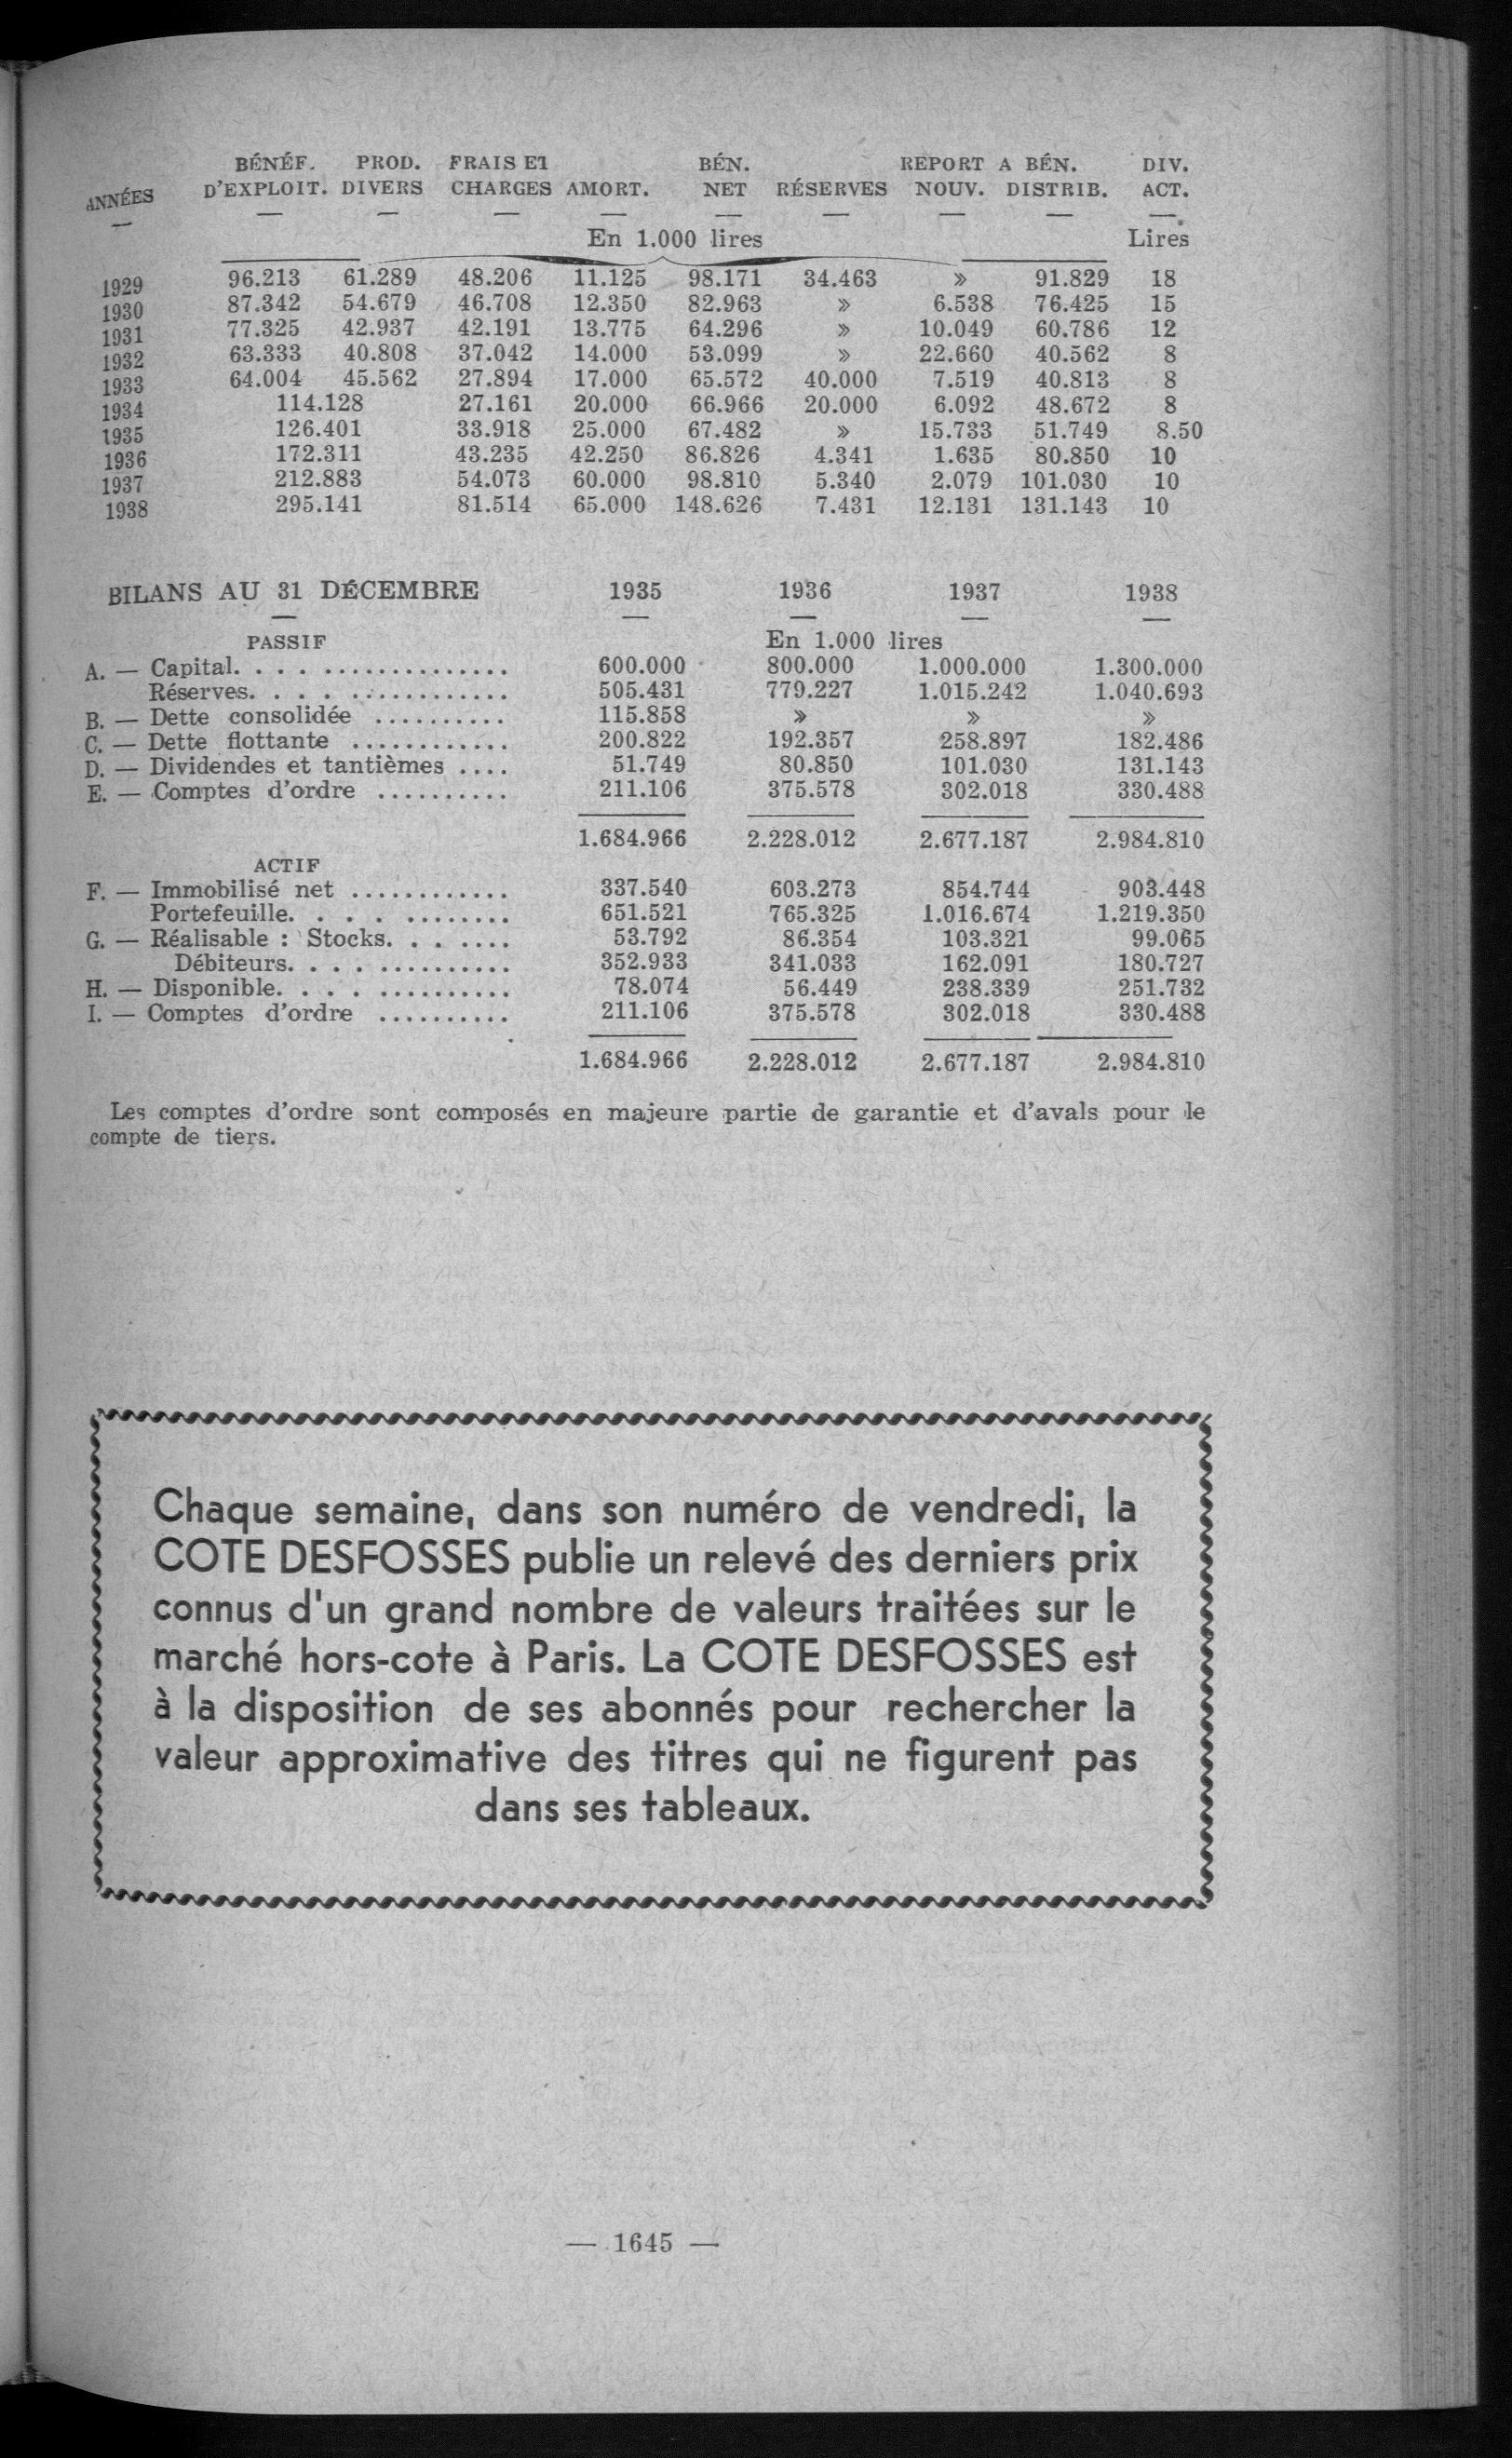 BÉNÉF. PROD. FRAIS ET BÉN. REPORT A BÉN. DIV.
ANNÉES D'EXPLOIT. DIVERS CHARGES AMORT. NET RÉSERVES NOUV. DISTRIB. ACT.
— — — — — — — — — —
En 1.000 lires Lires
1929 96.213 61.289 48.206 11.125 98.171 34.463 » 91.829 18
1930 87.342 54.679 46.708 12.350 82.963 » 6.538 76.425 15
1931 77.325 42.937 42.191 13.775 64.296 » 10.049 60.786 12
1932 63.333 40.808 37.042 14.000 53.099 » 22.660 40.562 8
1933 64.004 45.562 27.894 17.000 65.572 40.000 7.519 40.813 8
1934 114.128 27.161 20.000 66.966 20.000 6.092 48.672 8
1935 126.401 33.918 25.000 67.482 » 15.733 51.749 8.50
1936 172.311 43.235 42.250 86.826 4.341 1.635 80.850 10
1937 212.883 54.073 60.000 98.810 5.340 2.079 101.030 10
1938 295.141 81.514 65.000 148.626 7.431 12.131 131.143 10
BILANS AU 31 DÉCEMBRE 1935 1936 1937 1938
— — — — —
PASSIF En 1.000 lires
A. — Capital. . . . ................ 600.000 800.000 1.000.000 1.300.000
Réserves. . . . . ............ 505.431 779.227 1.015.242 1.040.693
B. — Dette consolidée .......... 115.858 » » »
C. — Dette flottante ............ 200.822 192.357 258.897 182.486
D. — Dividendes et tantièmes .... 51.749 80.850 101.030 131.143
E. — Comptes d'ordre .......... 211.106 375.578 302.018 330.488
1.684.966 2.228.012 2.677.187 2.984.810
ACTIF
F. — Immobilisé net ............ 337.540 603.273 854.744 903.448
Portefeuille. . . . . ........ 651.521 765.325 1.016.674 1.219.350
G. — Réalisable : Stocks. . . .... 53.792 86.354 103.321 99.065
Débiteurs. . . . ............ 352.933 341.033 162.091 180.727
H. — Disponible. . . . ............ 78.074 56.449 238.339 251.732
I. — Comptes d'ordre .......... 211.106 375.578 302.018 330.488
1.684.966 2.228.012 2.677.187 2.984.810
Les comptes d'ordre sont composés en majeure partie de garantie et d'avals pour le
compte de tiers.
Chaque semaine, dans son numéro de vendredi, la
COTE DESFOSSES publie un relevé des derniers prix
connus d'un grand nombre de valeurs traitées sur le
marché hors-cote à Paris. La COTE DESFOSSES est
à la disposition de ses abonnés pour rechercher la
valeur approximative des titres qui ne figurent pas
dans ses tableaux.
— 1645 —